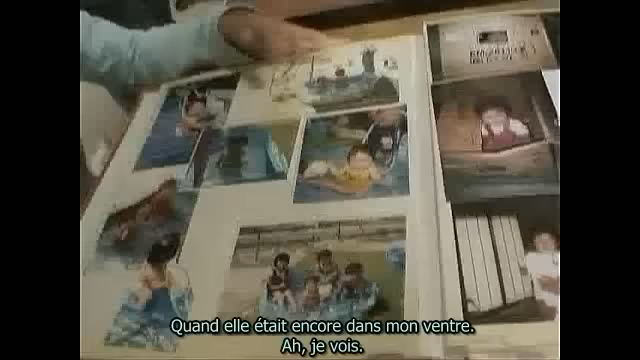 Quand elle était encore dans mon ventre.
Ah, je vois.